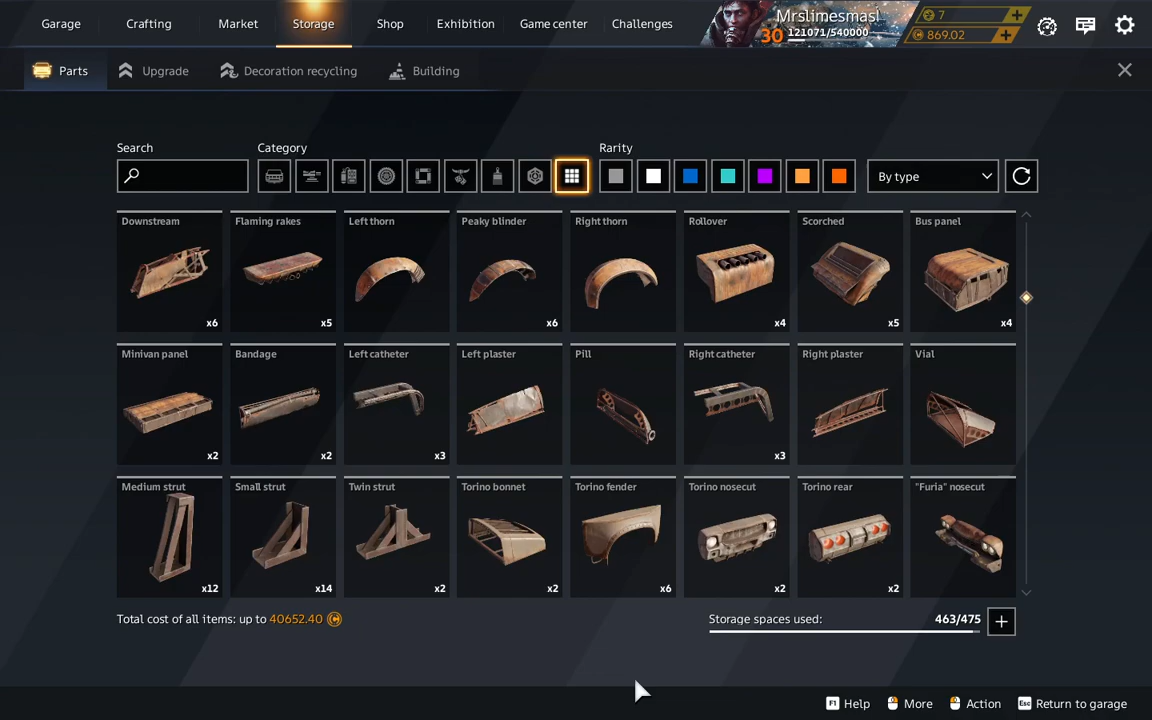 Garage
Crafting
Market
Storage
Shop
Exhibition
Game center
Challenges
Mrslimesmasl
30 121071/540000
7
869.02
Parts
Upgrade
Decoration recycling
Building
Search
Category
Rarity
By type
Downstream
x6
Flaming rakes
x5
Left thorn
Peaky blinder
x6
Right thorn
Rollover
x4
Scorched
x5
Bus panel
x4
Minivan panel
x2
Bandage
x2
Left catheter
x3
Left plaster
Pill
Right catheter
x3
Right plaster
Vial
Medium strut
x12
Small strut
x14
Twin strut
x2
Torino bonnet
x2
Torino fender
x6
Torino nosecut
x2
Torino rear
x2
"Furia" nosecut
Total cost of all items: up to 40652.40
Storage spaces used: 463/475
F1 Help
More
Action
Esc Return to garage